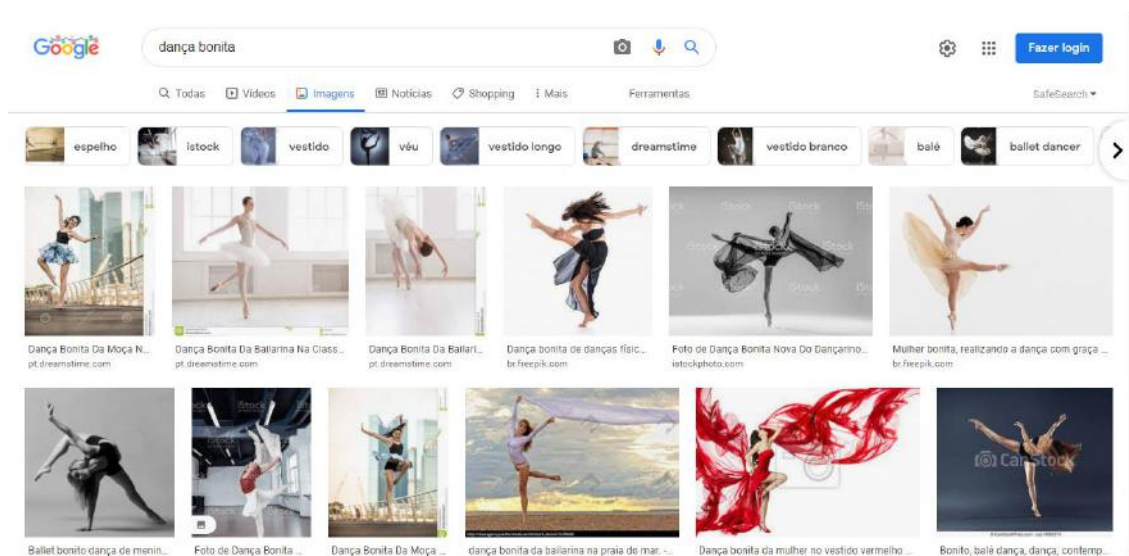 Google
dança bonita
Fazer login
Todas Vídeos Imagens Notícias Shopping Mais Ferramentas SafeSearch
espelho istock vestido véu vestido longo dreamstime vestido branco balé ballet dancer
Dança Bonita Da Moça N... Dança Bonita Da Bailarina Na Class... Dança Bonita Da Bailari... Dança bonita de danças físic... Foto de Dança Bonita Nova Do Dançarino... Mulher bonita, realizando a dança com graça ...
pt.dreamstime.com pt.dreamstime.com pt.dreamstime.com br.freepik.com istockphoto.com br.freepik.com
iStock
CanStock
Ballet bonito dança de menin... Foto de Dança Bonita ... Dança Bonita Da Moça ... dança bonita da bailarina na praia do mar. -... Dança bonita da mulher no vestido vermelho ... Bonito, balé dança, dança, contemp...